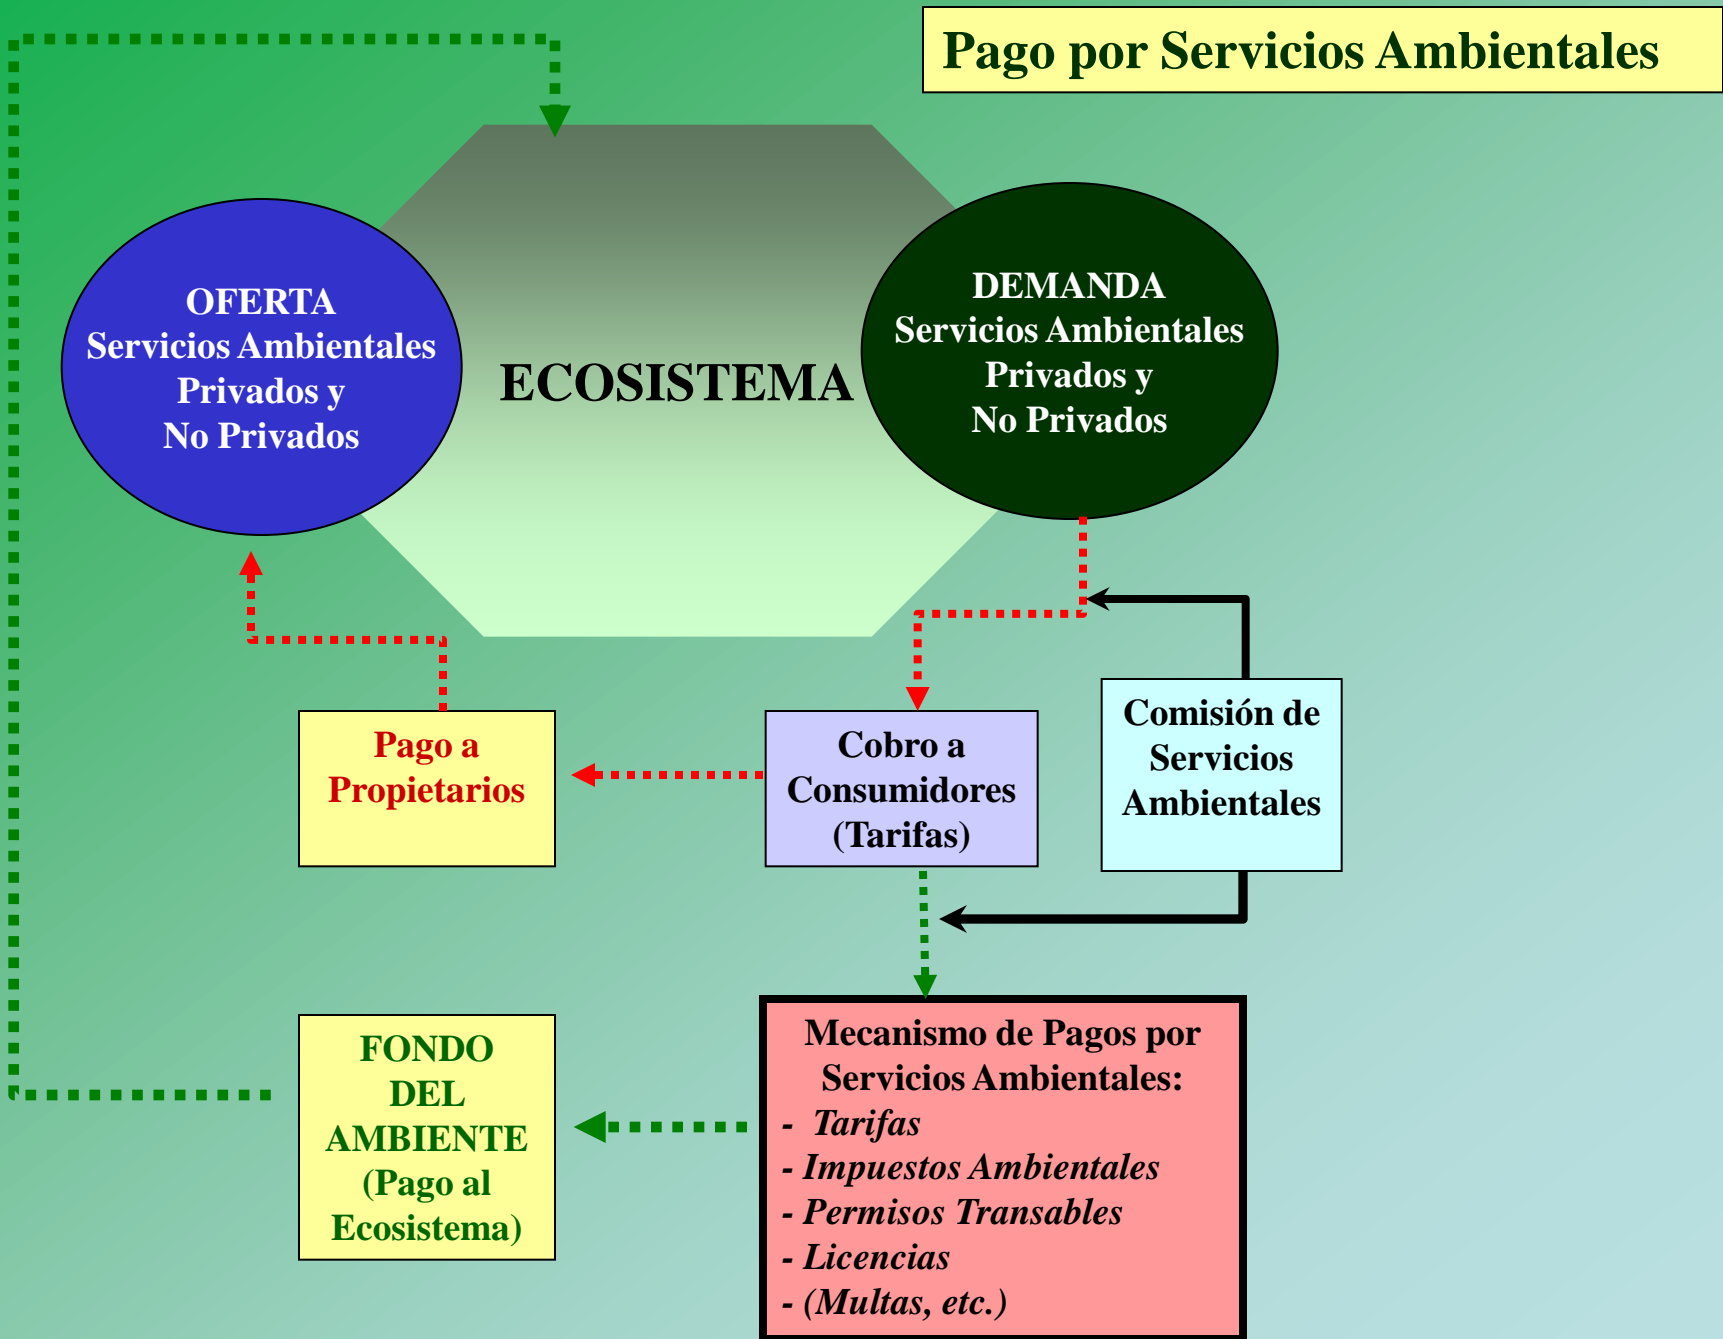 Pago por Servicios Ambientales
OFERTA
Servicios Ambientales
Privados y
No Privados
ECOSISTEMA
DEMANDA
Servicios Ambientales
Privados y
No Privados
Pago a
Propietarios
Cobro a
Consumidores
(Tarifas)
Comisión de
Servicios
Ambientales
FONDO
DEL
AMBIENTE
(Pago al
Ecosistema)
Mecanismo de Pagos por
Servicios Ambientales:
- Tarifas
- Impuestos Ambientales
- Permisos Transables
- Licencias
- (Multas, etc.)